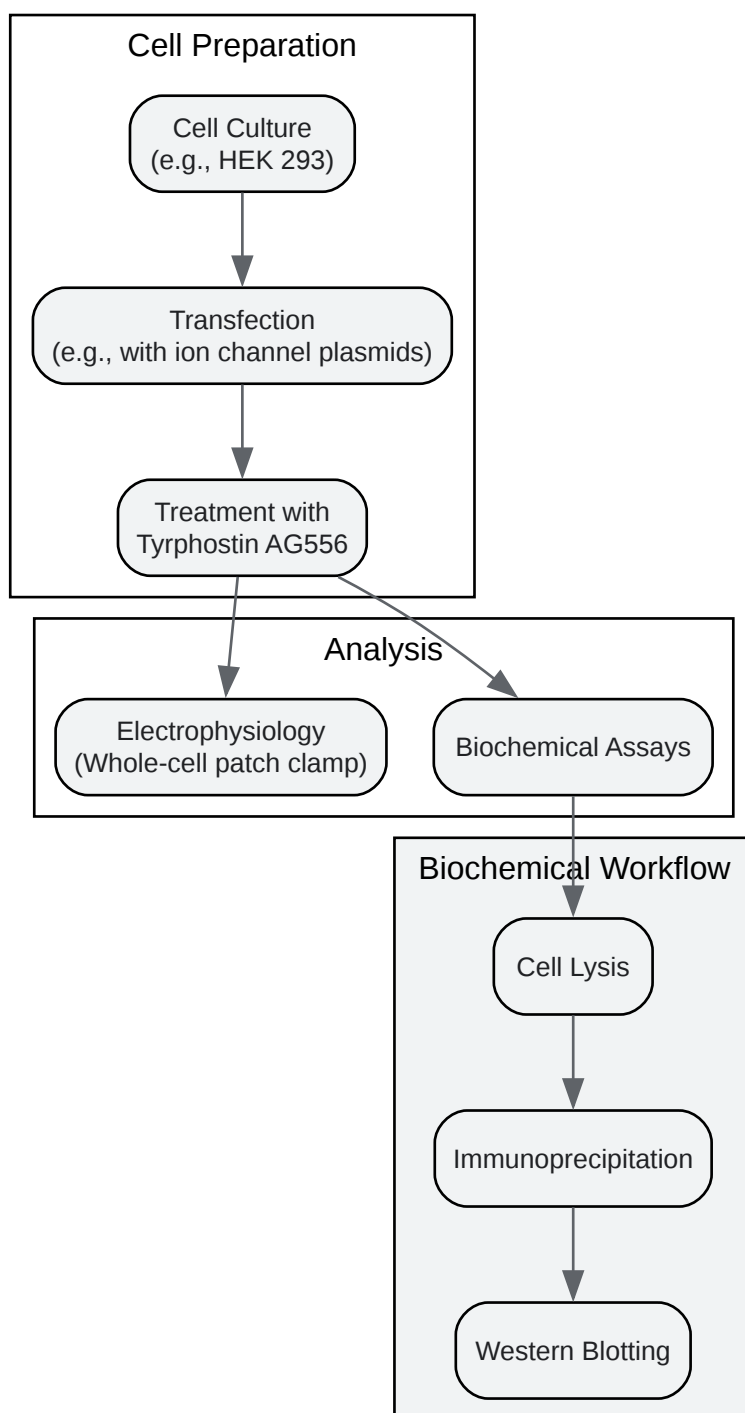 Cell Preparation
Cell Culture
(e.g., HEK 293)
Transfection
(e.g., with ion channel plasmids)
Treatment with
Tyrphostin AG556
Analysis
Electrophysiology
(Whole-cell patch clamp)
Biochemical Assays
Biochemical Workflow
Cell Lysis
Immunoprecipitation
Western Blotting